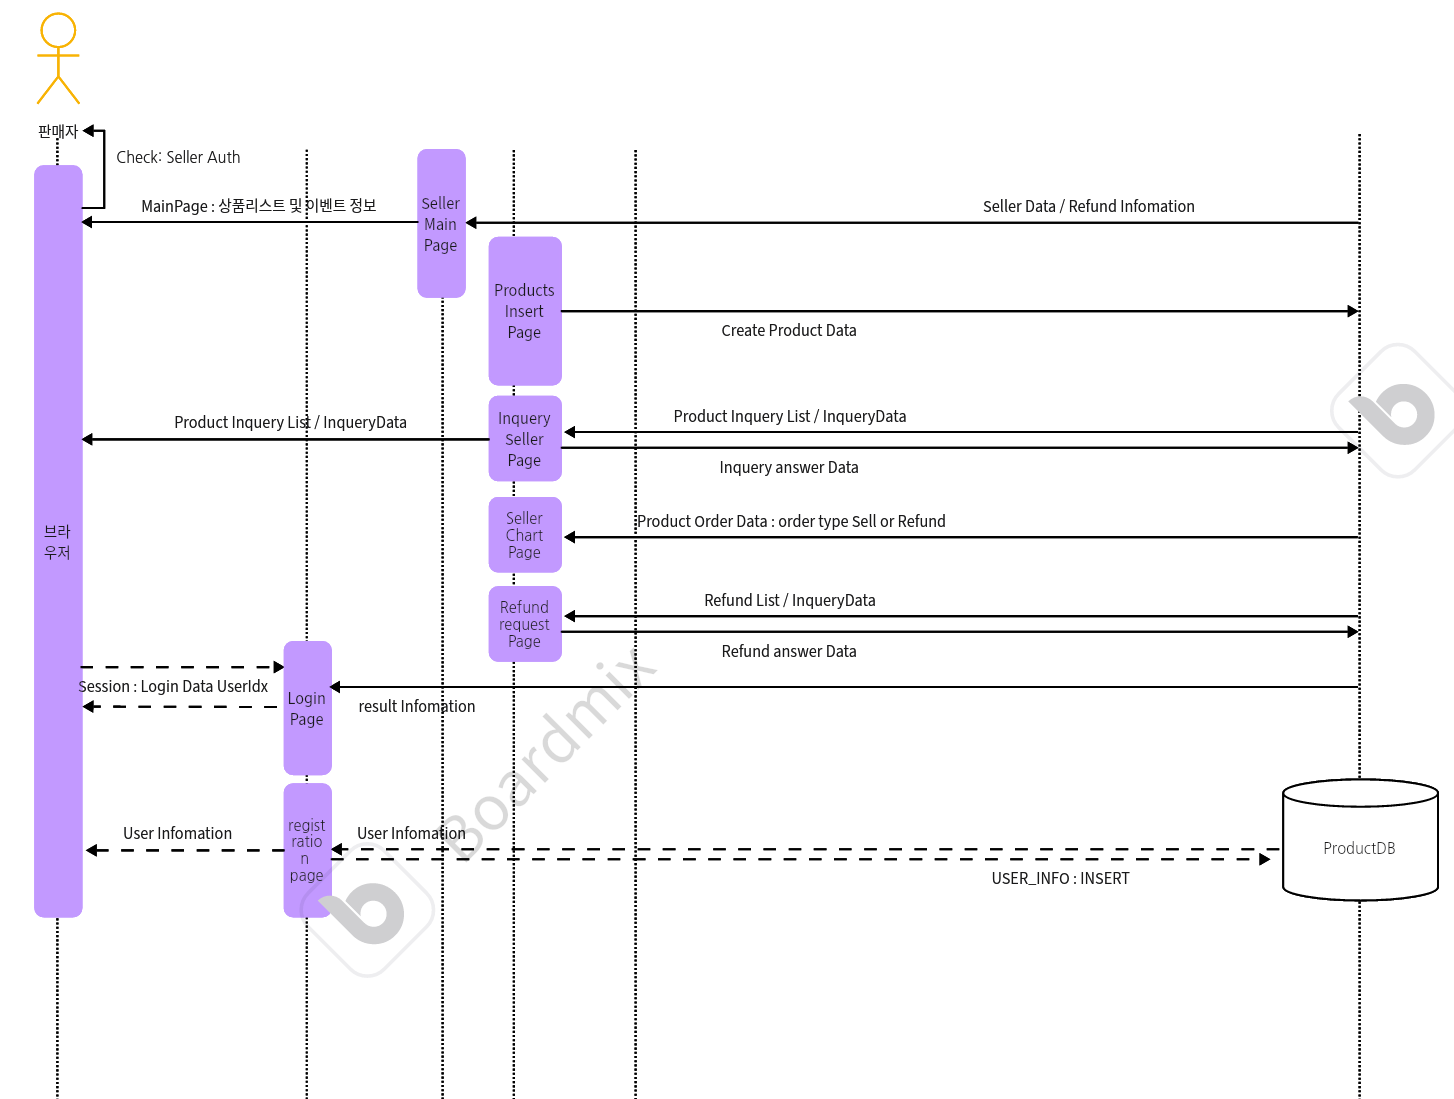 판매자
Check: Seller Auth
MainPage : 상품리스트 및 이벤트 정보
Seller
Main
Page
Seller Data / Refund Infomation
Products
Insert
Page
Create Product Data
Product Inquery List / InqueryData
Inquery
Seller
Page
Product Inquery List / InqueryData
Inquery answer Data
브라
우저
Seller
Chart
Page
Product Order Data : order type Sell or Refund
Refund
request
Page
Refund List / InqueryData
Refund answer Data
Session : Login Data UserIdx
Login
Page
result Infomation
User Infomation
regist
ratio
n
page
User Infomation
USER_INFO : INSERT
ProductDB
Boardmix